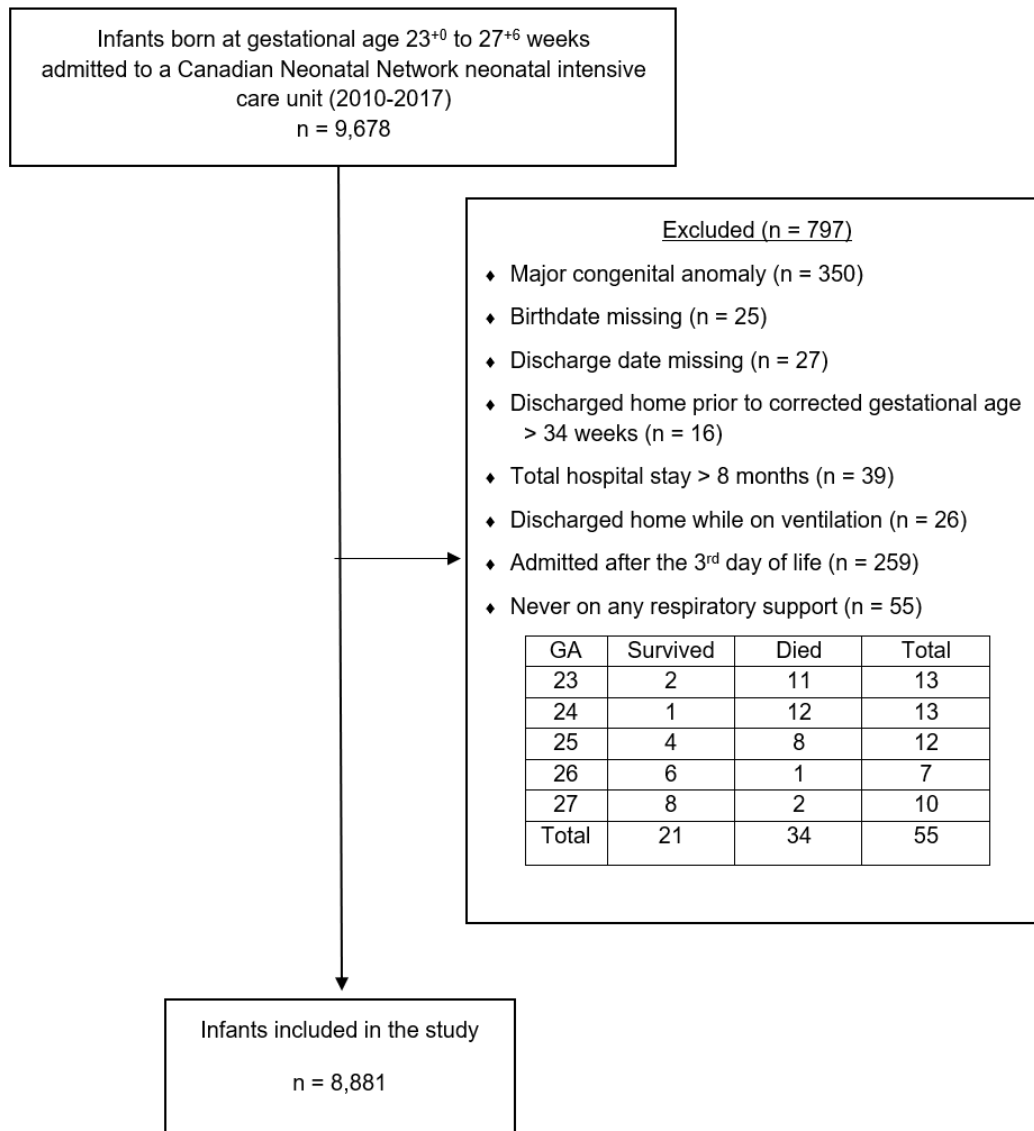 Infants born at gestational age 23⁺⁰ to 27⁺⁶ weeks
admitted to a Canadian Neonatal Network neonatal intensive
care unit (2010-2017)
n = 9,678
Excluded (n = 797)
♦ Major congenital anomaly (n = 350)
♦ Birthdate missing (n = 25)
♦ Discharge date missing (n = 27)
♦ Discharged home prior to corrected gestational age
> 34 weeks (n = 16)
♦ Total hospital stay > 8 months (n = 39)
♦ Discharged home while on ventilation (n = 26)
♦ Admitted after the 3ʳᵈ day of life (n = 259)
♦ Never on any respiratory support (n = 55)
GA Survived Died Total
23 2 11 13
24 1 12 13
25 4 8 12
26 6 1 7
27 8 2 10
Total 21 34 55
Infants included in the study
n = 8,881